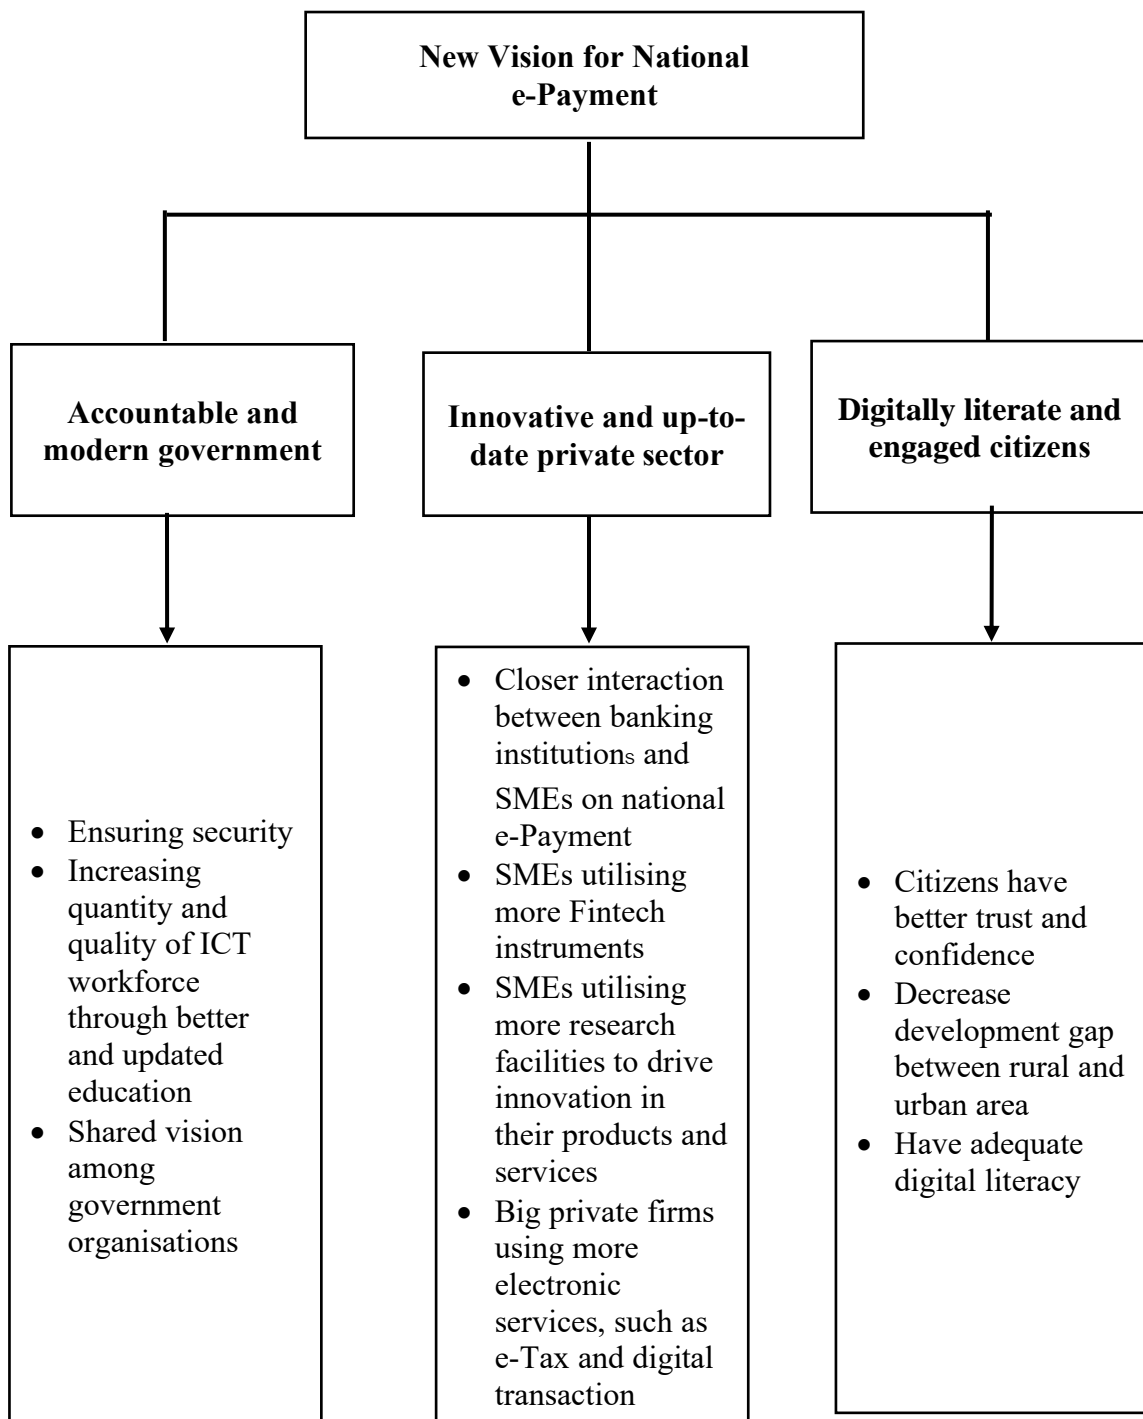 New Vision for National
e-Payment
Accountable and
modern government
Innovative and up-to-
date private sector
Digitally literate and
engaged citizens
• Ensuring security
• Increasing
quantity and
quality of ICT
workforce
through better
and updated
education
• Shared vision
among
government
organisations
• Closer interaction
between banking
institutions and
SMEs on national
e-Payment
• SMEs utilising
more Fintech
instruments
• SMEs utilising
more research
facilities to drive
innovation in
their products and
services
• Big private firms
using more
electronic
services, such as
e-Tax and digital
transaction
• Citizens have
better trust and
confidence
• Decrease
development gap
between rural and
urban area
• Have adequate
digital literacy